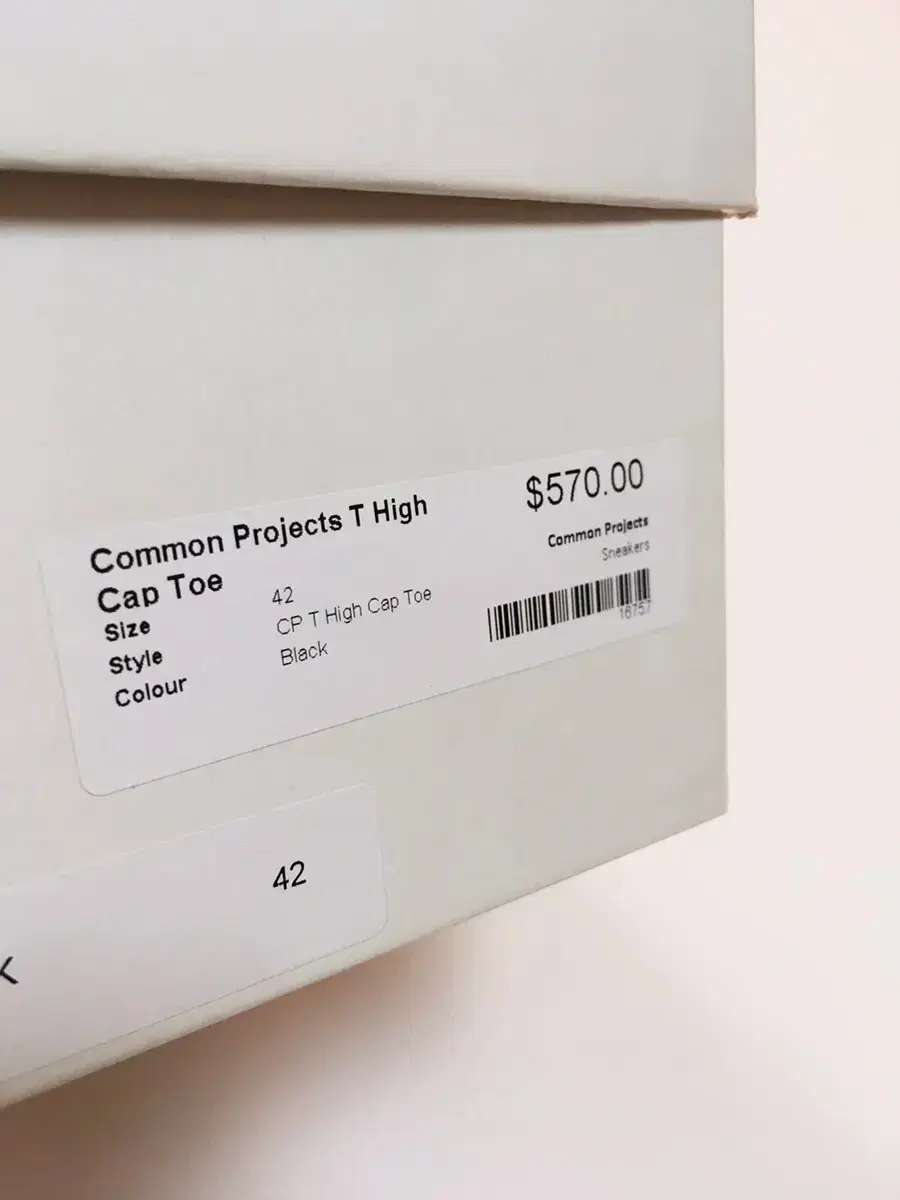 Common Projects T High
Cap Toe
Size 42
Style CP T High Cap Toe
Colour Black
$570.00
Common Projects
Sneakers
16757
42
K